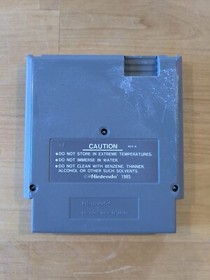 CAUTION
●DO NOT STORE IN EXTREME TEMPERATURES.
●DO NOT IMMERSE IN WATER.
●DO NOT CLEAN WITH BENZENE, THINNER,
ALCOHOL OR OTHER SUCH SOLVENTS.
Nintendo 1985